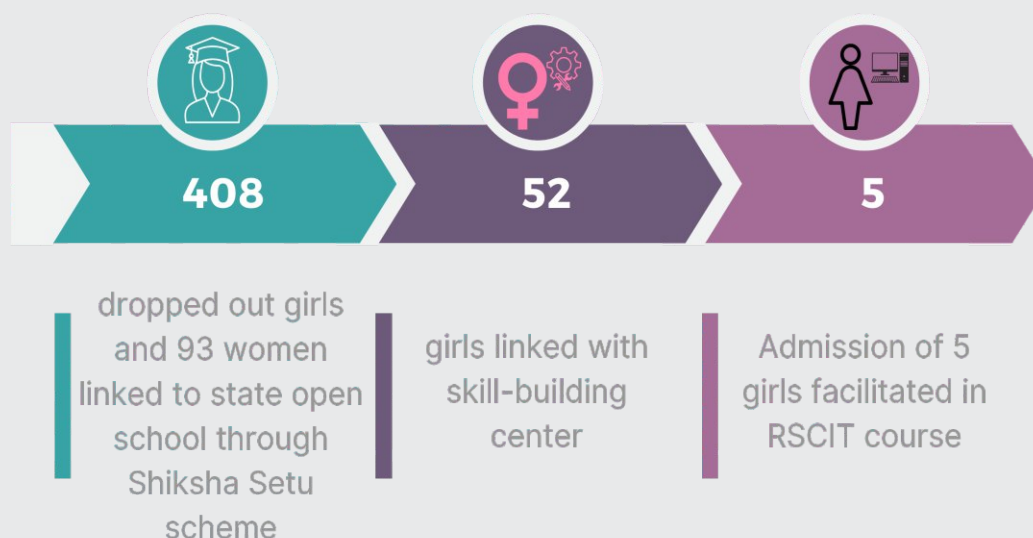 408
dropped out girls
and 93 women
linked to state open
school through
Shiksha Setu
scheme
52
girls linked with
skill-building
center
5
Admission of 5
girls facilitated in
RSCIT course